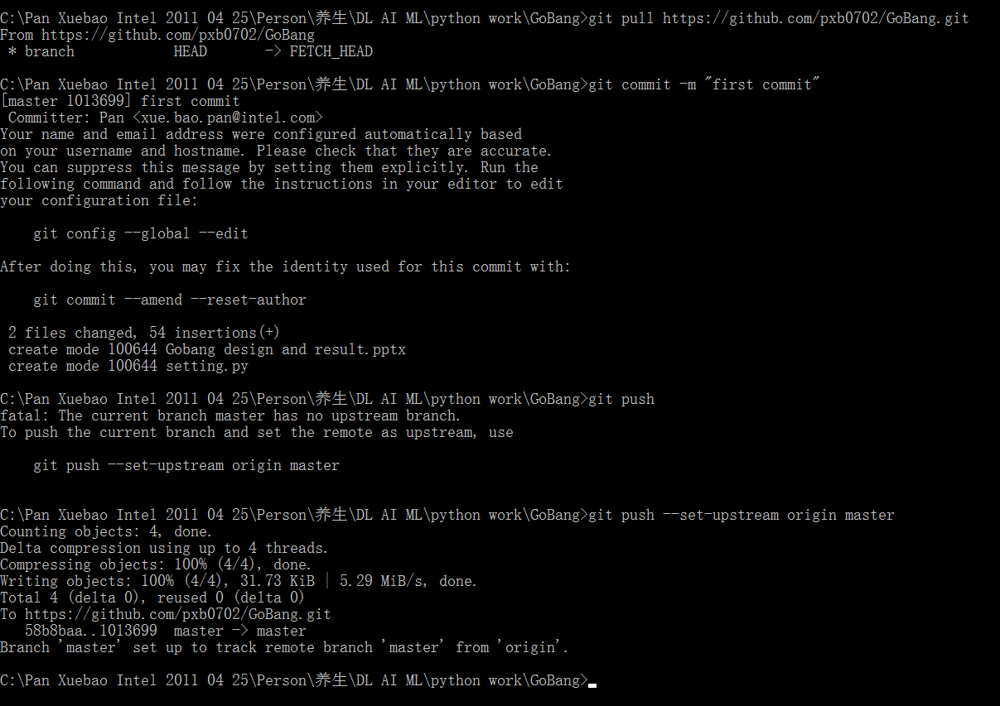 C:\Pan Xuebao Intel 2011 04 25\Person\养生\DL AI ML\python work\GoBang>git pull https://github.com/pxb0702/GoBang.git
From https://github.com/pxb0702/GoBang
 * branch            HEAD       -> FETCH_HEAD
C:\Pan Xuebao Intel 2011 04 25\Person\养生\DL AI ML\python work\GoBang>git commit -m "first commit"
[master 1013699] first commit
 Committer: Pan <xue.bao.pan@intel.com>
Your name and email address were configured automatically based
on your username and hostname. Please check that they are accurate.
You can suppress this message by setting them explicitly. Run the
following command and follow the instructions in your editor to edit
your configuration file:
    git config --global --edit
After doing this, you may fix the identity used for this commit with:
    git commit --amend --reset-author
 2 files changed, 54 insertions(+)
 create mode 100644 Gobang design and result.pptx
 create mode 100644 setting.py
C:\Pan Xuebao Intel 2011 04 25\Person\养生\DL AI ML\python work\GoBang>git push
fatal: The current branch master has no upstream branch.
To push the current branch and set the remote as upstream, use
    git push --set-upstream origin master
C:\Pan Xuebao Intel 2011 04 25\Person\养生\DL AI ML\python work\GoBang>git push --set-upstream origin master
Counting objects: 4, done.
Delta compression using up to 4 threads.
Compressing objects: 100% (4/4), done.
Writing objects: 100% (4/4), 31.73 KiB | 5.29 MiB/s, done.
Total 4 (delta 0), reused 0 (delta 0)
To https://github.com/pxb0702/GoBang.git
   58b8baa..1013699  master -> master
Branch 'master' set up to track remote branch 'master' from 'origin'.
C:\Pan Xuebao Intel 2011 04 25\Person\养生\DL AI ML\python work\GoBang>